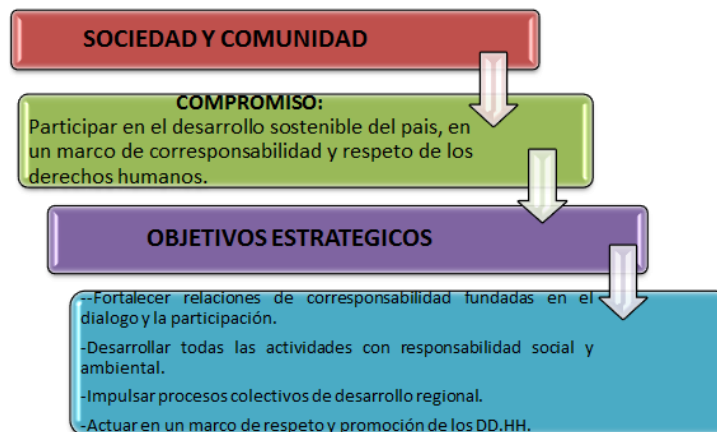 SOCIEDAD Y COMUNIDAD
COMPROMISO:
Participar en el desarrollo sostenible del pais, en
un marco de corresponsabilidad y respeto de los
derechos humanos.
OBJETIVOS ESTRATEGICOS
--Fortalecer relaciones de corresponsabilidad fundadas en el
dialogo y la participación.
-Desarrollar todas las actividades con responsabilidad social y
ambiental.
-Impulsar procesos colectivos de desarrollo regional.
-Actuar en un marco de respeto y promoción de los DD.HH.